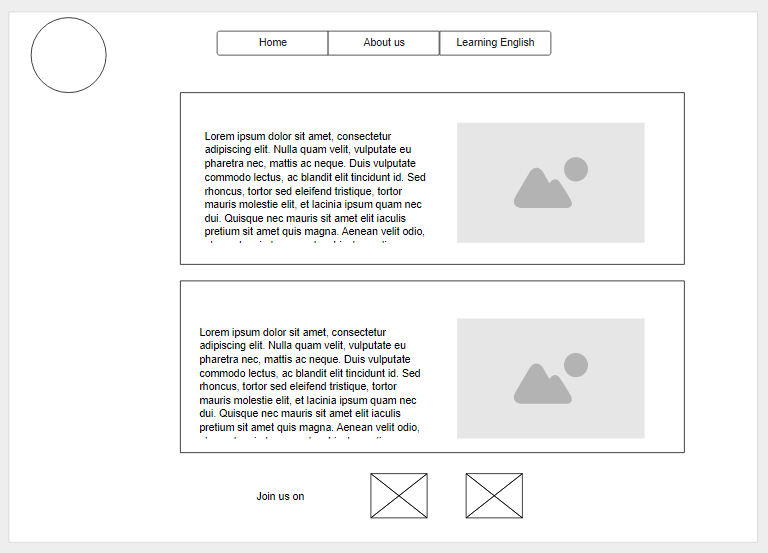 Home
About us
Learning English
Lorem ipsum dolor sit amet, consectetur
adipiscing elit. Nulla quam velit, vulputate eu
pharetra nec, mattis ac neque. Duis vulputate
commodo lectus, ac blandit elit tincidunt id. Sed
rhoncus, tortor sed eleifend tristique, tortor
mauris molestie elit, et lacinia ipsum quam nec
dui. Quisque nec mauris sit amet elit iaculis
pretium sit amet quis magna. Aenean velit odio,
Lorem ipsum dolor sit amet, consectetur
adipiscing elit. Nulla quam velit, vulputate eu
pharetra nec, mattis ac neque. Duis vulputate
commodo lectus, ac blandit elit tincidunt id. Sed
rhoncus, tortor sed eleifend tristique, tortor
mauris molestie elit, et lacinia ipsum quam nec
dui. Quisque nec mauris sit amet elit iaculis
pretium sit amet quis magna. Aenean velit odio,
Join us on